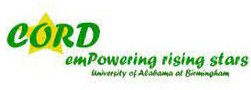 CORD
emPowering rising stars
University of Alabama at Birmingham